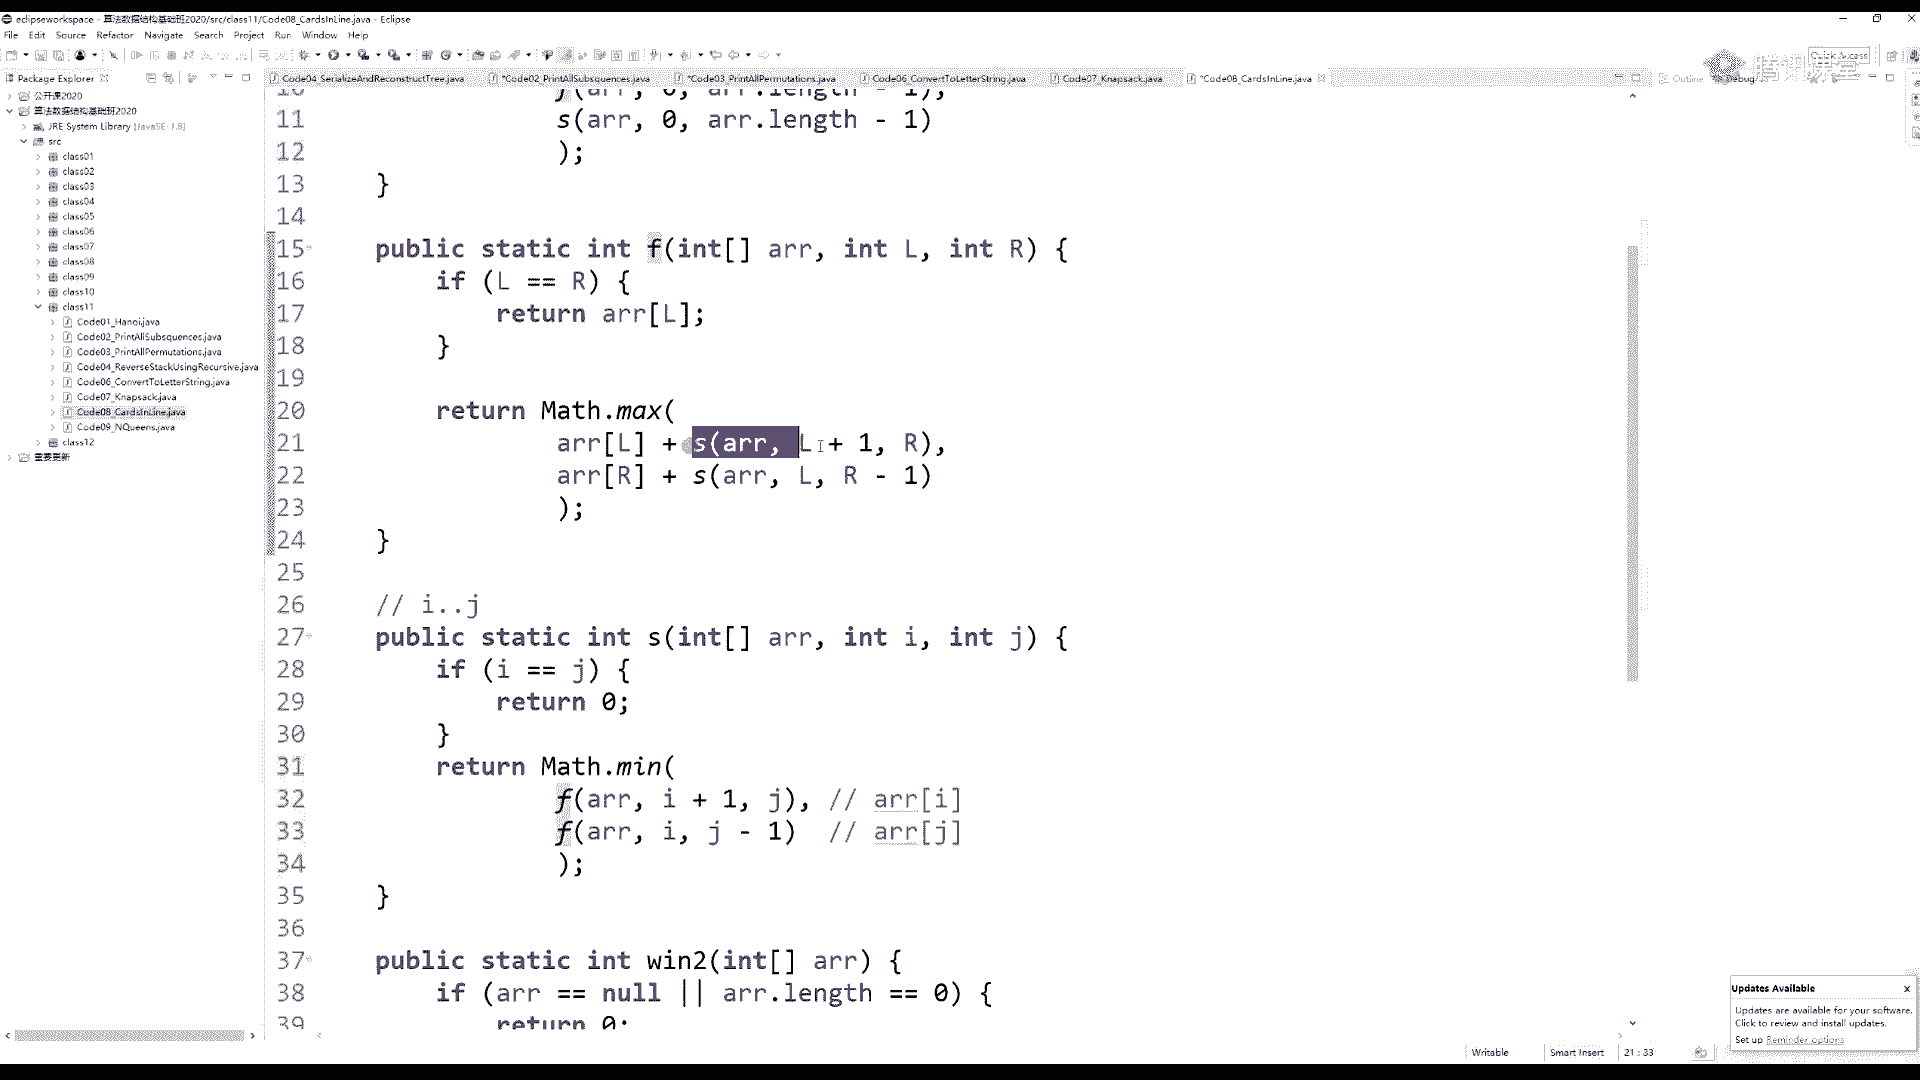 eclipseworkspace - 算法数据结构基础班2020/src/class11/Code08_CardsInLine.java - Eclipse
File Edit Source Refactor Navigate Search Project Run Window Help
Quick Access
Package Explorer
Code04_SerializeAndReconstructTree.java
*Code02_PrintAllSubsquences.java
*Code03_PrintAllPermutations.java
Code06_ConvertToLetterString.java
Code07_Knapsack.java
*Code08_CardsInLine.java
Outline
Debug
腾讯课堂
公开课2020
算法数据结构基础班2020
JRE System Library [JavaSE-1.8]
src
class01
class02
class03
class04
class05
class06
class07
class08
class09
class10
class11
Code01_Hanoi.java
Code02_PrintAllSubsquences.java
Code03_PrintAllPermutations.java
Code04_ReverseStackUsingRecursive.java
Code06_ConvertToLetterString.java
Code07_Knapsack.java
Code08_CardsInLine.java
Code09_NQueens.java
class12
重要更新
10 f(arr, 0, arr.length - 1),
11 s(arr, 0, arr.length - 1)
12 );
13 }
14
15 public static int f(int[] arr, int L, int R) {
16 if (L == R) {
17 return arr[L];
18 }
19
20 return Math.max(
21 arr[L] + s(arr, L + 1, R),
22 arr[R] + s(arr, L, R - 1)
23 );
24 }
25
26 // i..j
27 public static int s(int[] arr, int i, int j) {
28 if (i == j) {
29 return 0;
30 }
31 return Math.min(
32 f(arr, i + 1, j), // arr[i]
33 f(arr, i, j - 1) // arr[j]
34 );
35 }
36
37 public static int win2(int[] arr) {
38 if (arr == null || arr.length == 0) {
39 return 0;
Updates Available
Updates are available for your software.
Click to review and install updates.
Set up Reminder options
Writable
Smart Insert
21 : 33